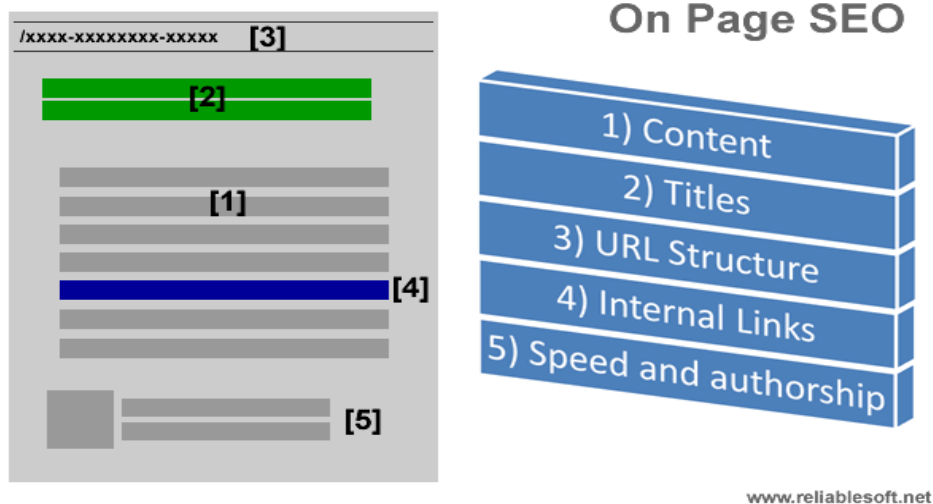 /xxxx-xxxxxxxx-xxxxx [3]
[2]
[1]
[4]
[5]
On Page SEO
1) Content
2) Titles
3) URL Structure
4) Internal Links
5) Speed and authorship
www.reliablesoft.net